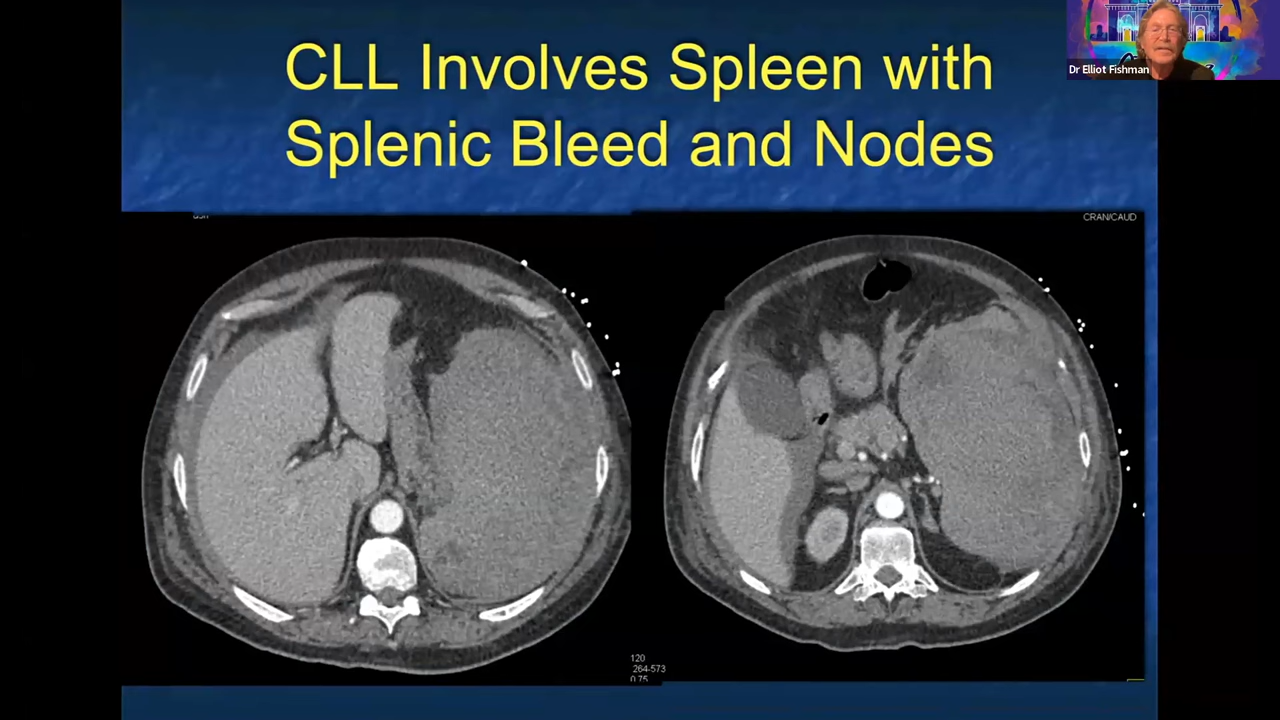 CLL Involves Spleen with
Splenic Bleed and Nodes
Dr Elliot Fishman
CRAN/CAUD
120
264-573
0.75